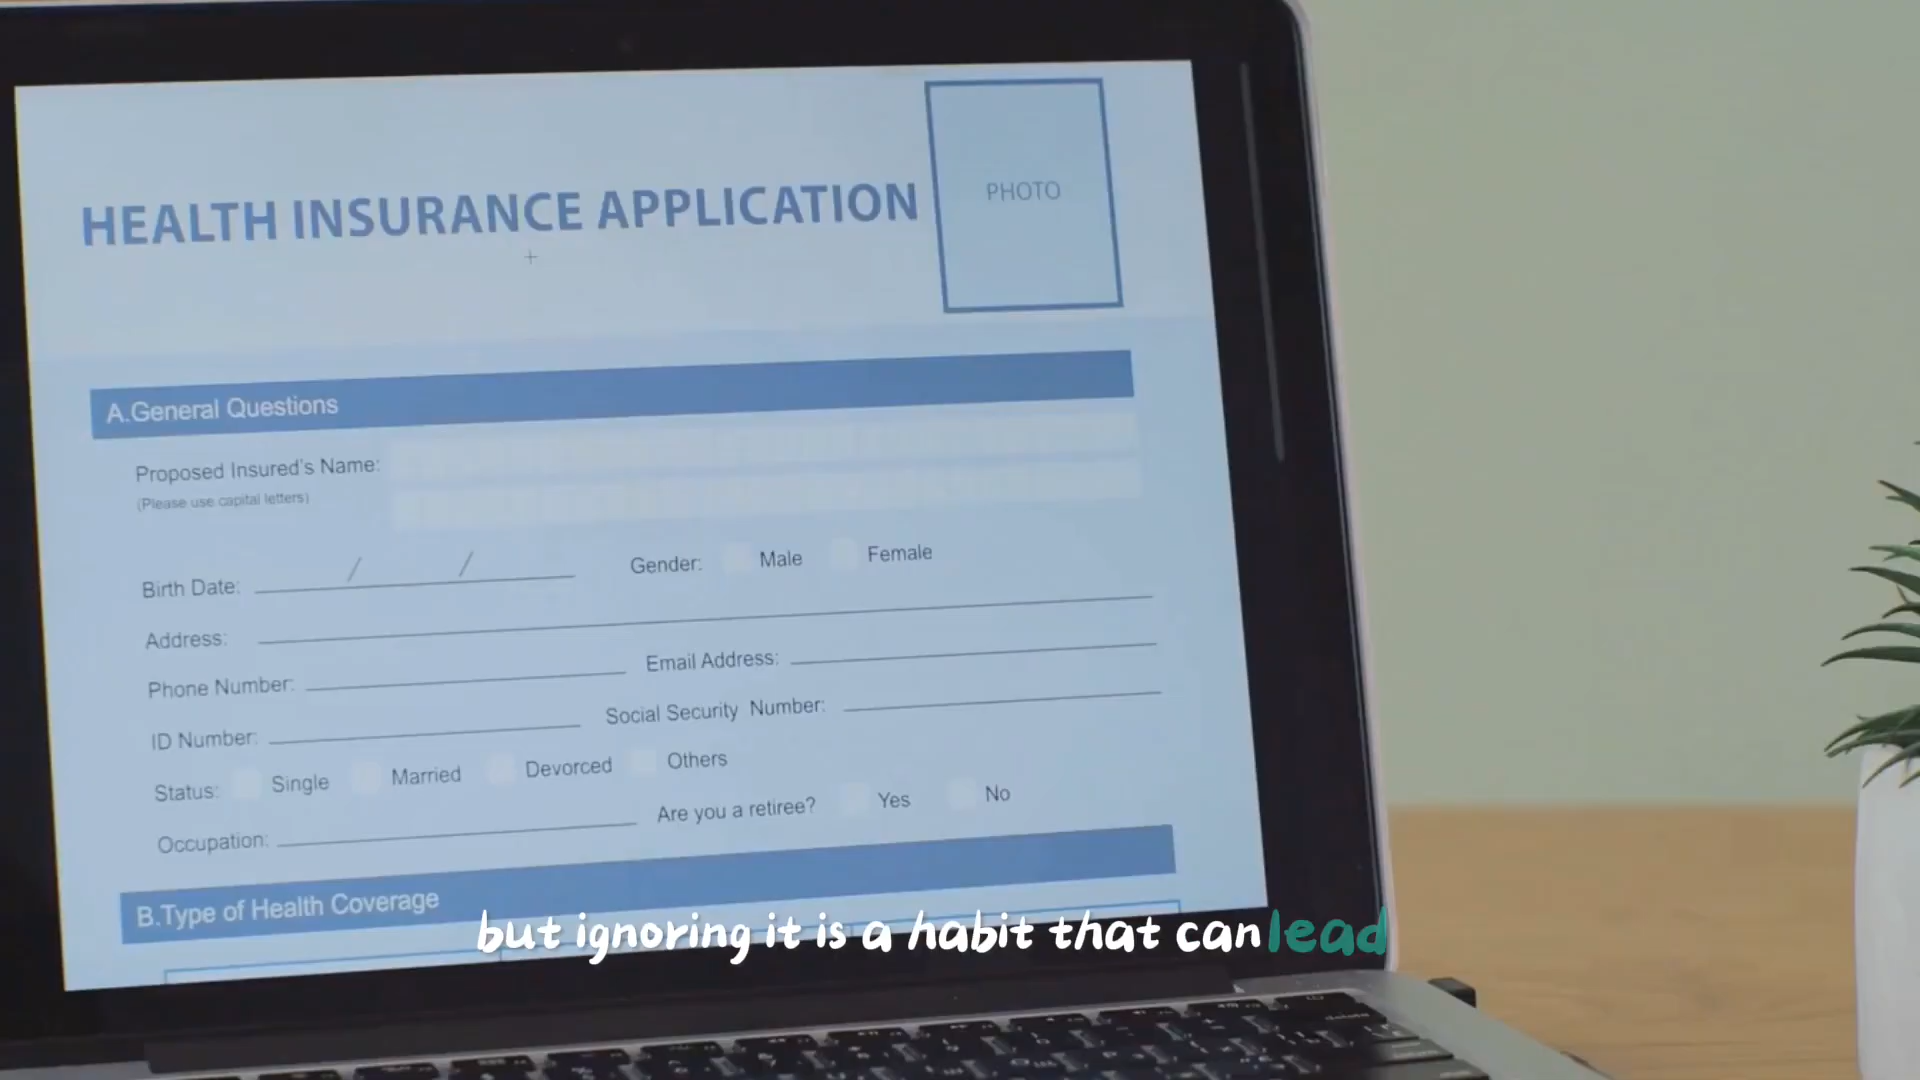 HEALTH INSURANCE APPLICATION
PHOTO
A.General Questions
Proposed Insured's Name:
(Please use capital letters)
Birth Date: / / Gender: Male Female
Address:
Phone Number: Email Address:
ID Number: Social Security Number:
Status: Single Married Devorced Others
Occupation: Are you a retiree? Yes No
B.Type of Health Coverage
but ignoring it is a habit that can lead